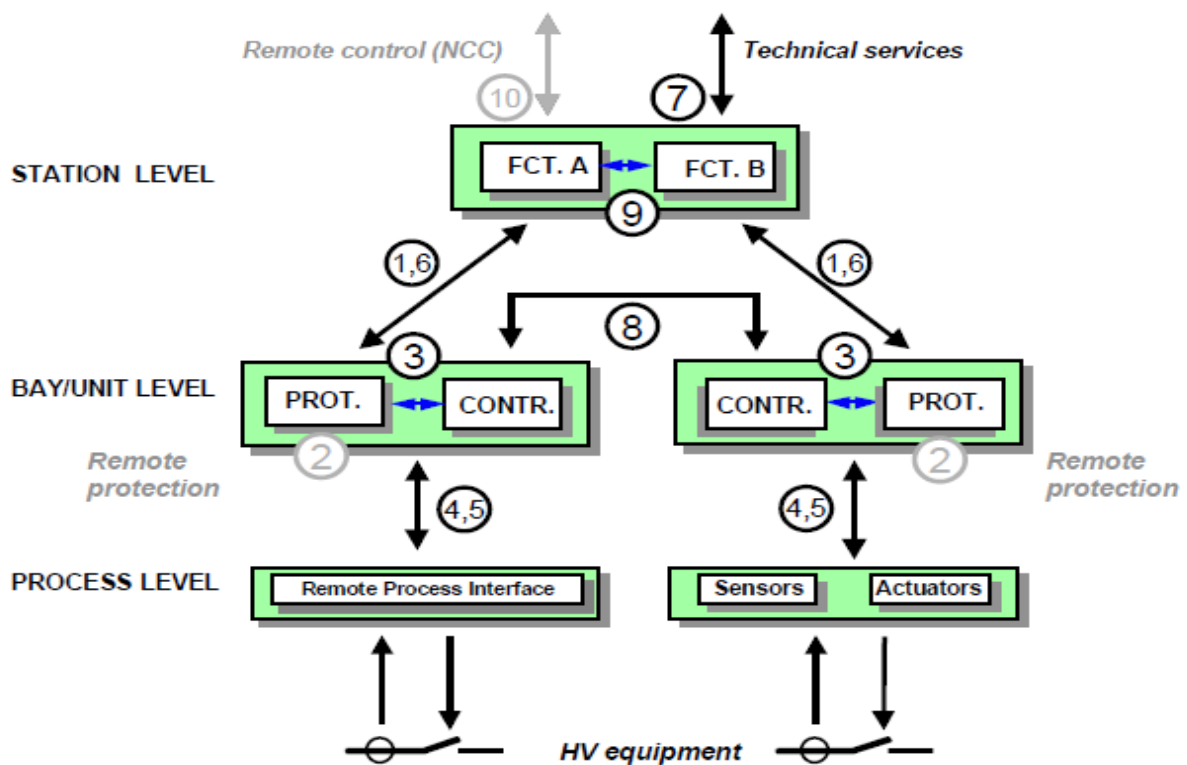 Remote control (NCC)
Technical services
10
7
STATION LEVEL
FCT. A
FCT. B
9
1,6
1,6
8
3
3
BAY/UNIT LEVEL
PROT.
CONTR.
CONTR.
PROT.
2
2
Remote
protection
Remote
protection
4,5
4,5
PROCESS LEVEL
Remote Process Interface
Sensors
Actuators
HV equipment